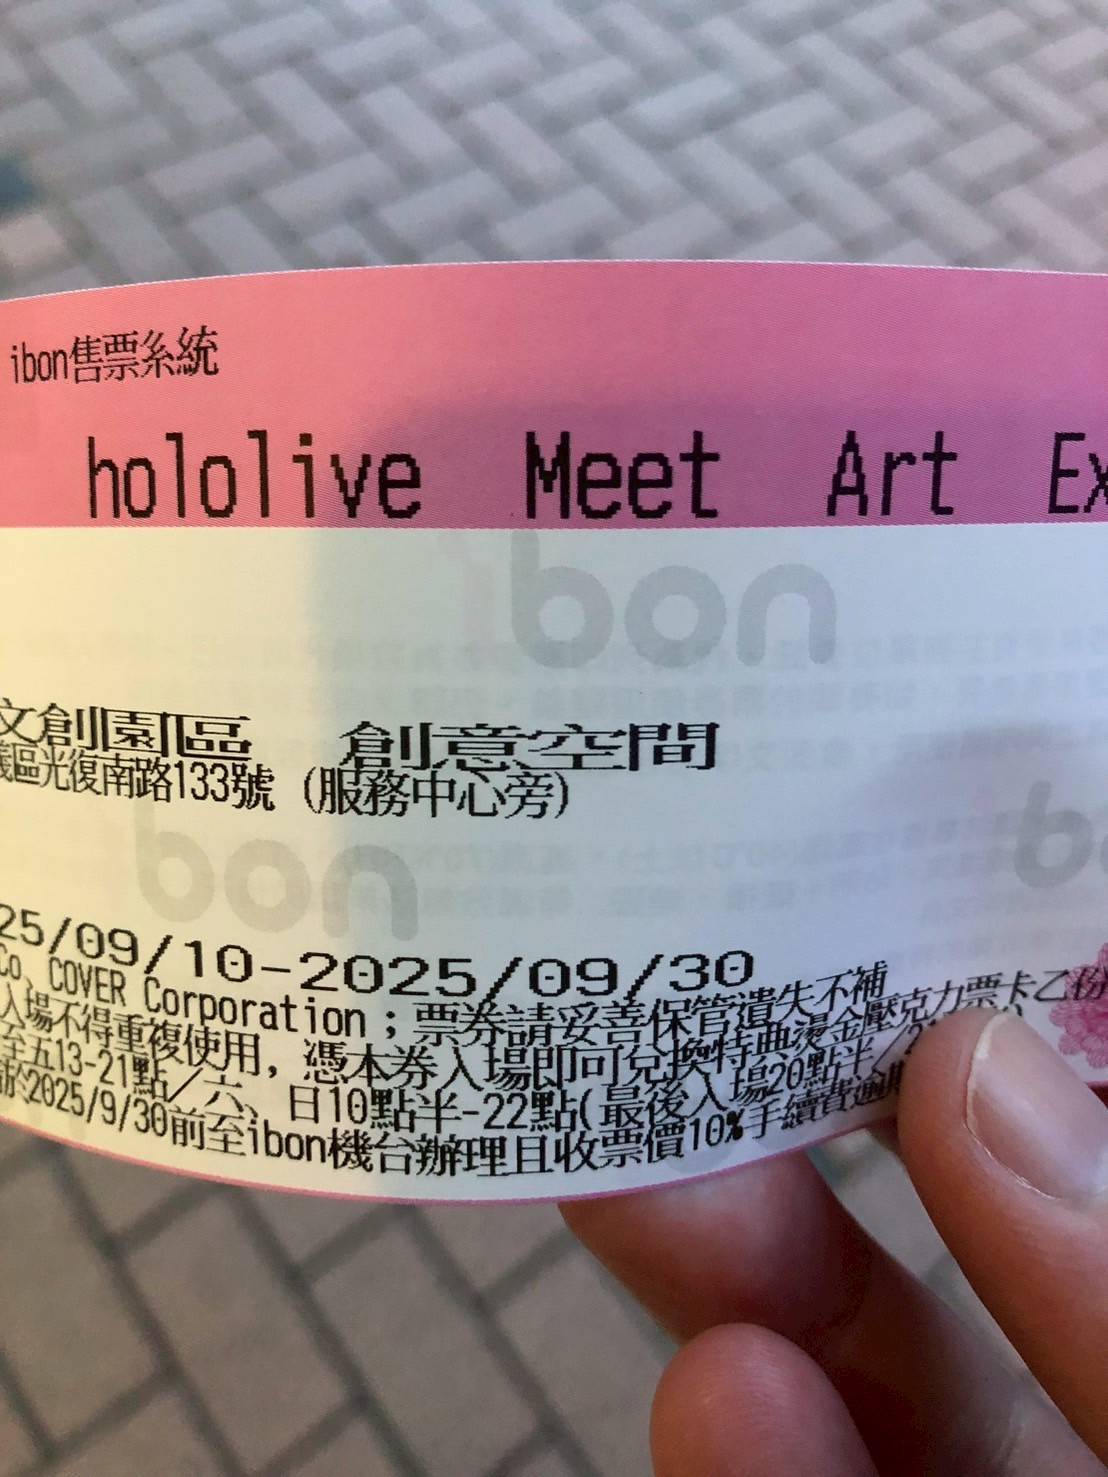 ibon售票系統
hololive Meet Art Ex
bon
文創園區 創意空間
義區光復南路133號 (服務中心旁)
bon
bo
25/09/10-2025/09/30
Co. COVER Corporation；票券請妥善保管遺失不補
入場不得重複使用，憑本券入場即可兌換特典燙金壓克力票卡乙份
至五13-21點/六、日10點半-22點(最後入場20點半/21
於2025/9/30前至ibon機台辦理且收票價10%手續費逾期